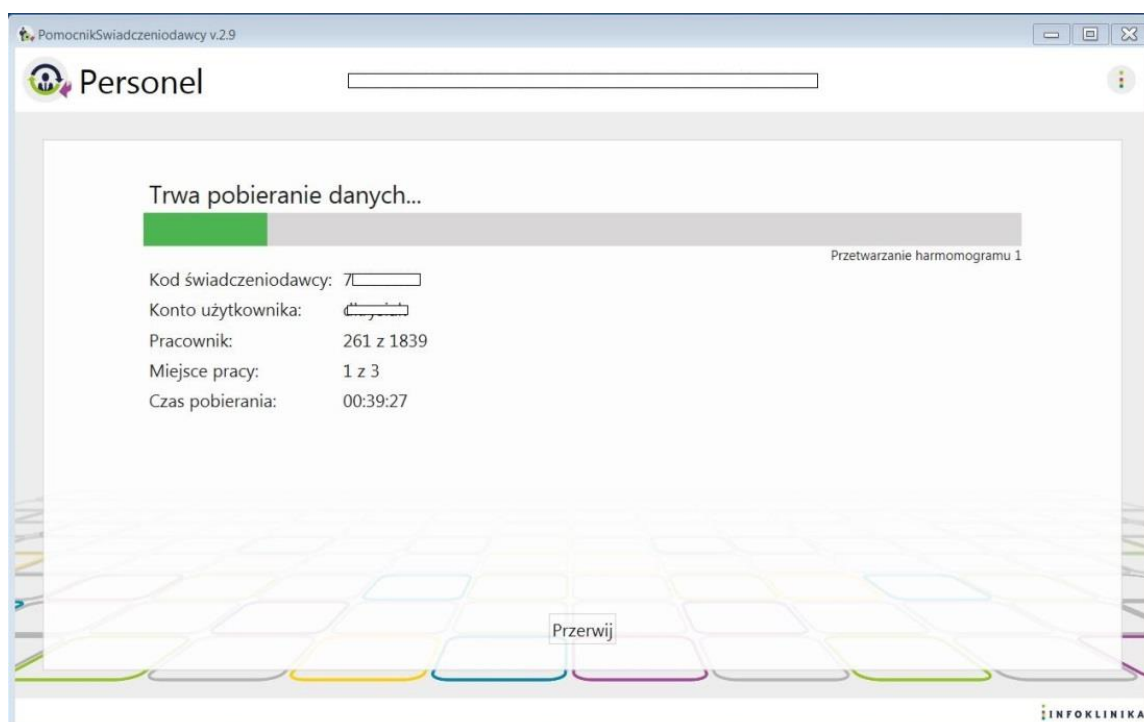 PomocnikSwiadczeniodawcy v.2.9
Personel
Trwa pobieranie danych...
Przetwarzanie harmomogramu 1
Kod świadczeniodawcy: 7
Konto użytkownika:
Pracownik: 261 z 1839
Miejsce pracy: 1 z 3
Czas pobierania: 00:39:27
Przerwij
INFOKLINIKA